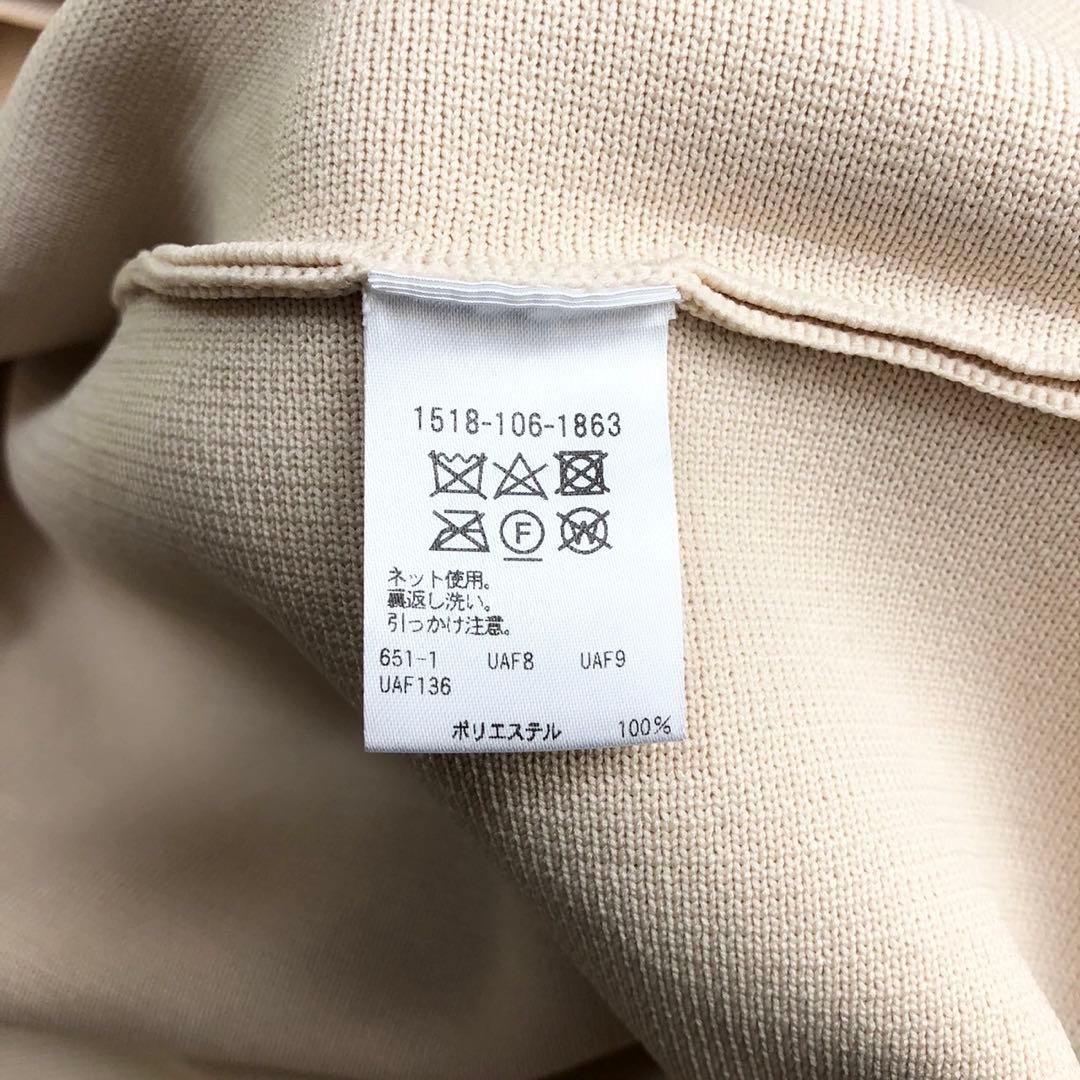 1518-106-1863
F W
ネット使用。
裏返し洗い。
引っかけ注意。
651-1 UAF8 UAF9
UAF136
ポリエステル 100%